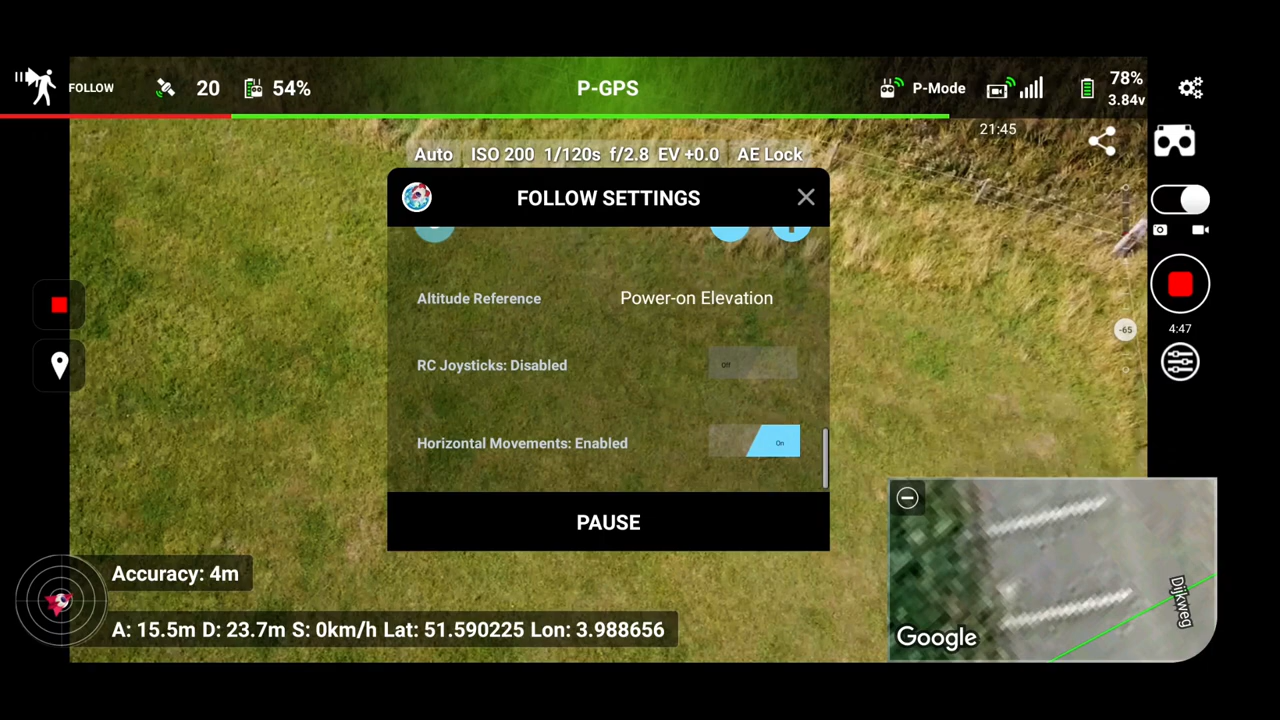 FOLLOW
20
54%
P-GPS
P-Mode
78%
3.84v
21:45
Auto ISO 200 1/120s f/2.8 EV +0.0 AE Lock
FOLLOW SETTINGS
Altitude Reference Power-on Elevation
RC Joysticks: Disabled Off
Horizontal Movements: Enabled On
PAUSE
-65
4:47
Accuracy: 4m
A: 15.5m D: 23.7m S: 0km/h Lat: 51.590225 Lon: 3.988656
Google
Dijkweg